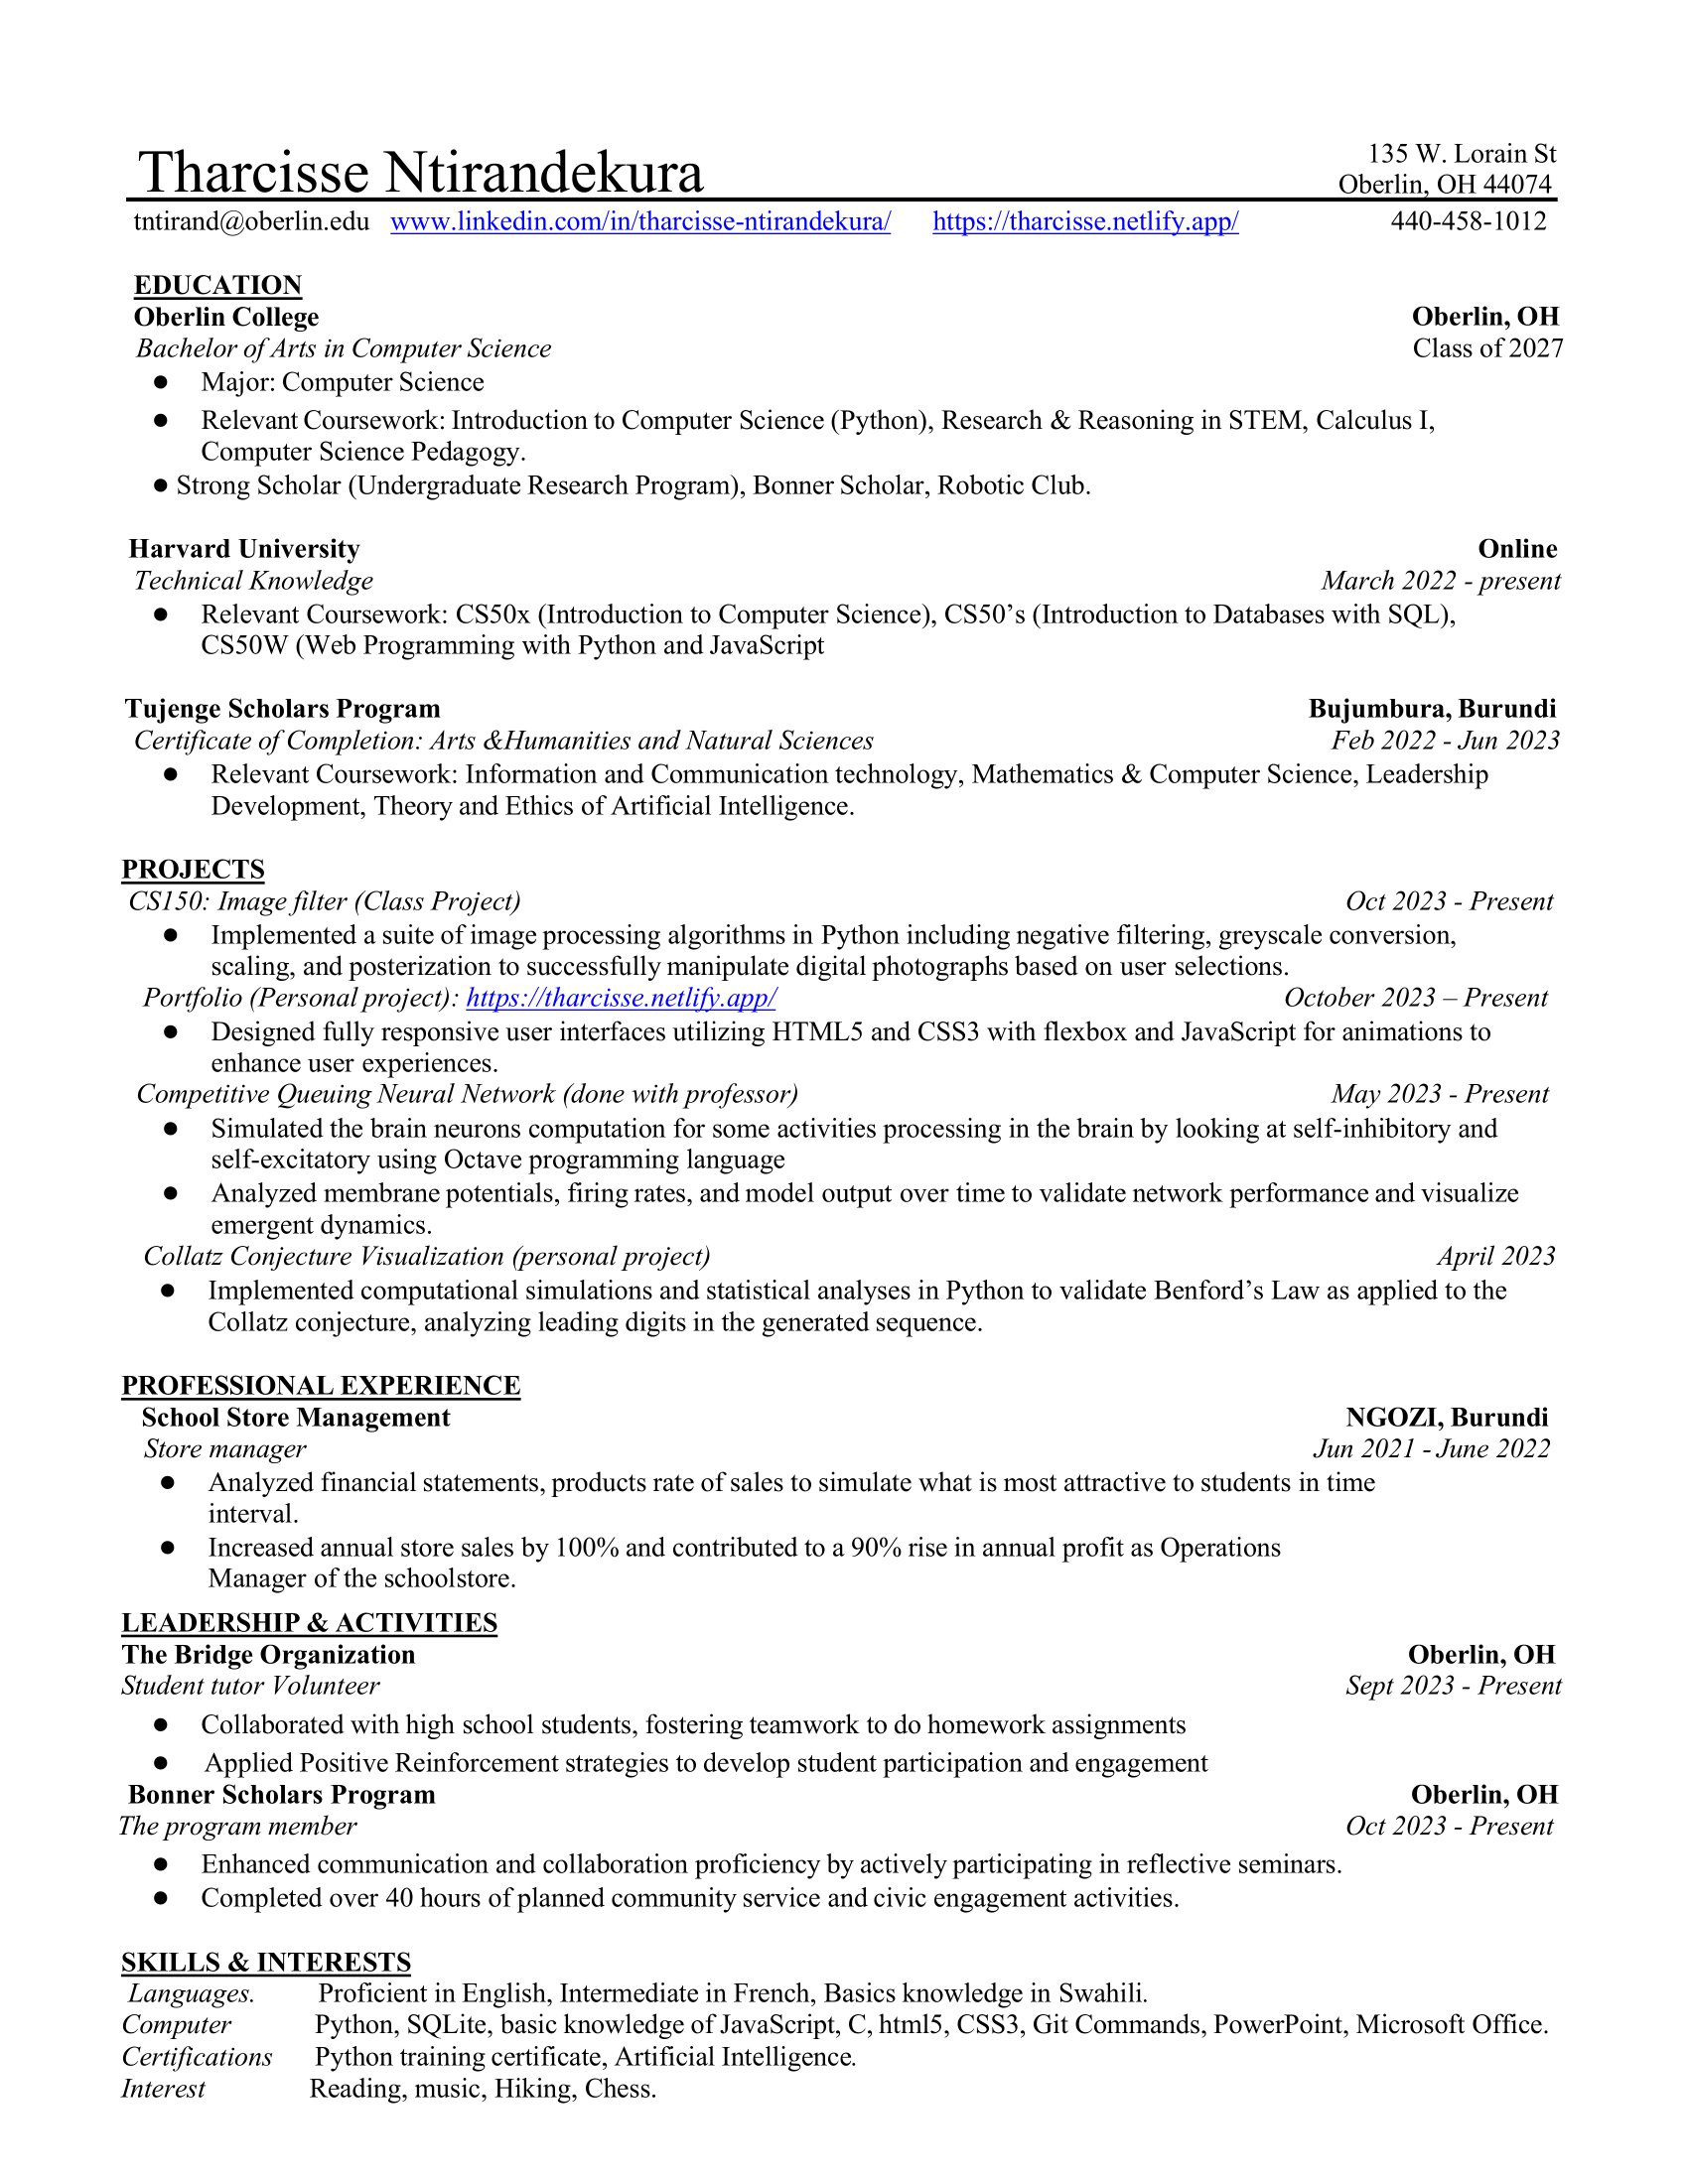 Tharcisse Ntirandekura
135 W. Lorain St
Oberlin, OH 44074
tntirand@oberlin.edu www.linkedin.com/in/tharcisse-ntirandekura/ https://tharcisse.netlify.app/ 440-458-1012
EDUCATION
Oberlin College Oberlin, OH
Bachelor of Arts in Computer Science Class of 2027
● Major: Computer Science
● Relevant Coursework: Introduction to Computer Science (Python), Research & Reasoning in STEM, Calculus I,
Computer Science Pedagogy.
● Strong Scholar (Undergraduate Research Program), Bonner Scholar, Robotic Club.
Harvard University Online
Technical Knowledge March 2022 - present
● Relevant Coursework: CS50x (Introduction to Computer Science), CS50’s (Introduction to Databases with SQL),
CS50W (Web Programming with Python and JavaScript
Tujenge Scholars Program Bujumbura, Burundi
Certificate of Completion: Arts &Humanities and Natural Sciences Feb 2022 - Jun 2023
● Relevant Coursework: Information and Communication technology, Mathematics & Computer Science, Leadership
Development, Theory and Ethics of Artificial Intelligence.
PROJECTS
CS150: Image filter (Class Project) Oct 2023 - Present
● Implemented a suite of image processing algorithms in Python including negative filtering, greyscale conversion,
scaling, and posterization to successfully manipulate digital photographs based on user selections.
Portfolio (Personal project): https://tharcisse.netlify.app/ October 2023 – Present
● Designed fully responsive user interfaces utilizing HTML5 and CSS3 with flexbox and JavaScript for animations to
enhance user experiences.
Competitive Queuing Neural Network (done with professor) May 2023 - Present
● Simulated the brain neurons computation for some activities processing in the brain by looking at self-inhibitory and
self-excitatory using Octave programming language
● Analyzed membrane potentials, firing rates, and model output over time to validate network performance and visualize
emergent dynamics.
Collatz Conjecture Visualization (personal project) April 2023
● Implemented computational simulations and statistical analyses in Python to validate Benford’s Law as applied to the
Collatz conjecture, analyzing leading digits in the generated sequence.
PROFESSIONAL EXPERIENCE
School Store Management NGOZI, Burundi
Store manager Jun 2021 - June 2022
● Analyzed financial statements, products rate of sales to simulate what is most attractive to students in time
interval.
● Increased annual store sales by 100% and contributed to a 90% rise in annual profit as Operations
Manager of the schoolstore.
LEADERSHIP & ACTIVITIES
The Bridge Organization Oberlin, OH
Student tutor Volunteer Sept 2023 - Present
● Collaborated with high school students, fostering teamwork to do homework assignments
● Applied Positive Reinforcement strategies to develop student participation and engagement
Bonner Scholars Program Oberlin, OH
The program member Oct 2023 - Present
● Enhanced communication and collaboration proficiency by actively participating in reflective seminars.
● Completed over 40 hours of planned community service and civic engagement activities.
SKILLS & INTERESTS
Languages. Proficient in English, Intermediate in French, Basics knowledge in Swahili.
Computer Python, SQLite, basic knowledge of JavaScript, C, html5, CSS3, Git Commands, PowerPoint, Microsoft Office.
Certifications Python training certificate, Artificial Intelligence.
Interest Reading, music, Hiking, Chess.